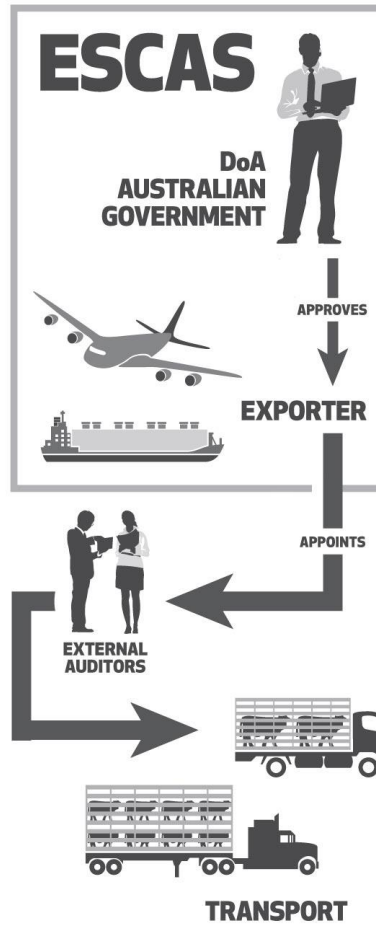 ESCAS
DoA
AUSTRALIAN
GOVERNMENT
APPROVES
EXPORTER
APPOINTS
EXTERNAL
AUDITORS
TRANSPORT